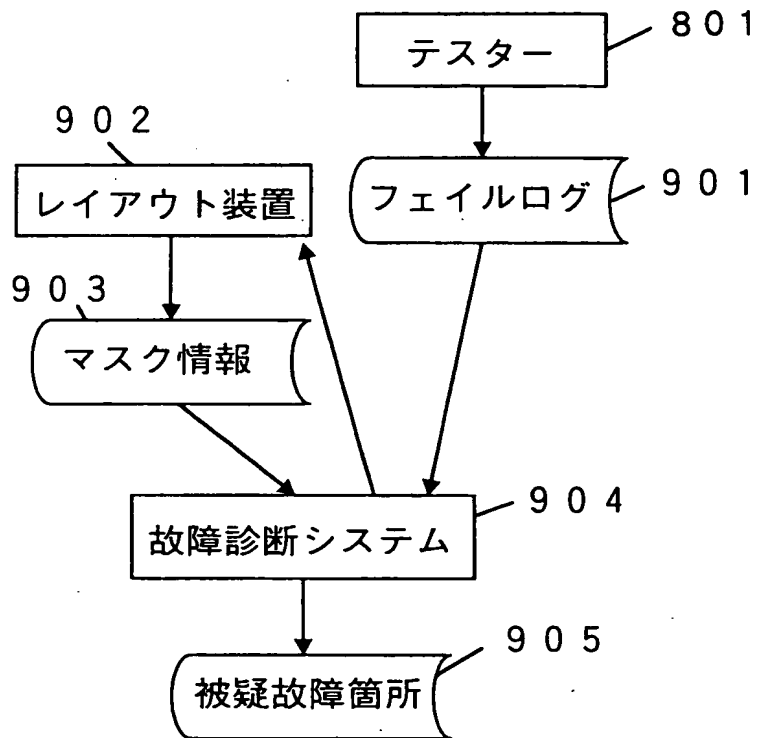 テスター
８０１
９０２
レイアウト装置
フェイルログ
９０１
９０３
マスク情報
故障診断システム
９０４
９０５
被疑故障箇所